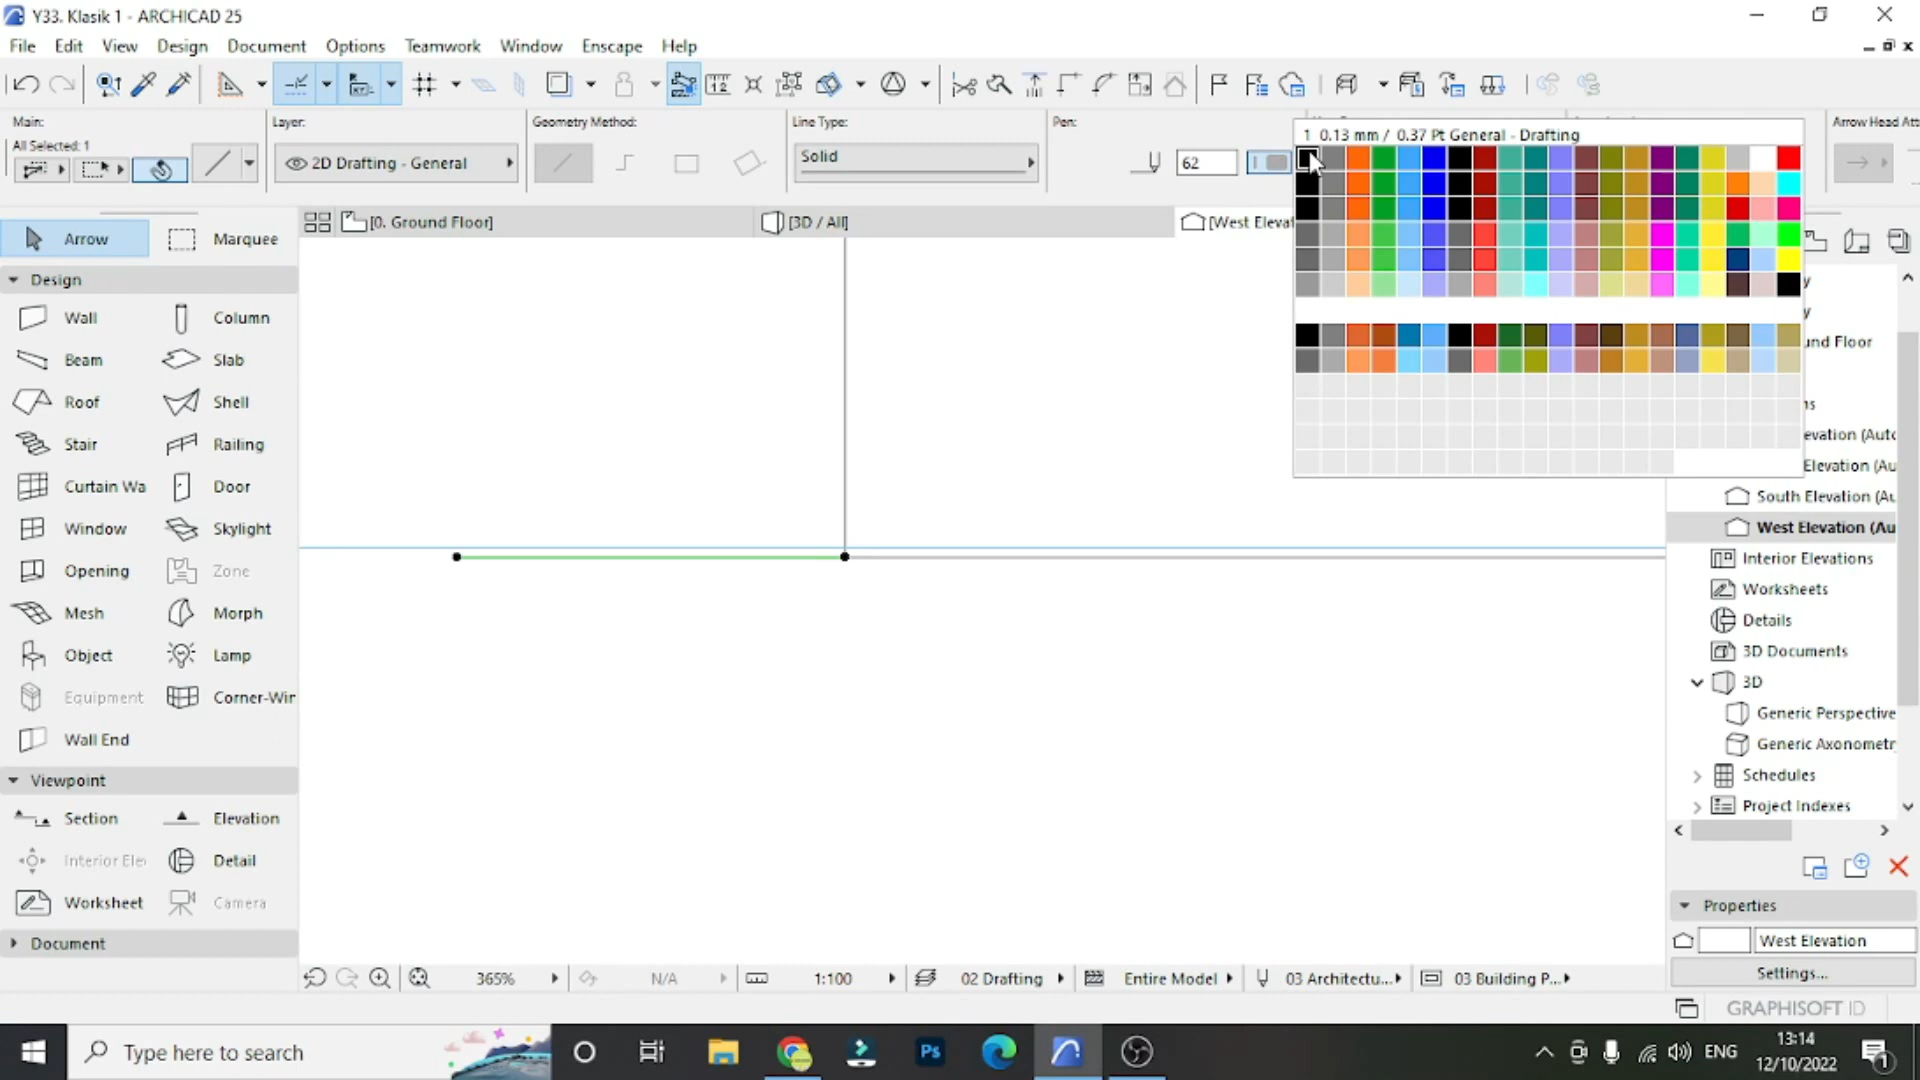 Y33. Klasik 1 - ARCHICAD 25
File Edit View Design Document Options Teamwork Window Enscape Help
Main: Layer: Geometry Method: Line Type: Pen: Arrow Head Att
1 0.13 mm / 0.37 Pt General - Drafting
All Selected: 1
2D Drafting - General
Solid
62
Arrow Marquee
[0. Ground Floor] [3D / All] [West Elevat
Design
Wall Column
Beam Slab
Roof Shell
Stair Railing
Curtain Wa Door
Window Skylight
Opening Zone
Mesh Morph
Object Lamp
Equipment Corner-Wir
Wall End
Viewpoint
Section Elevation
Interior Ele Detail
Worksheet Camera
Document
y
y
und Floor
ns
evation (Autc
Elevation (Au
South Elevation (Au
West Elevation (Au
Interior Elevations
Worksheets
Details
3D Documents
3D
Generic Perspective
Generic Axonometr
Schedules
Project Indexes
Properties
West Elevation
Settings...
365% N/A 1:100 02 Drafting Entire Model 03 Architectu... 03 Building P...
GRAPHISOFT ID
Type here to search
Ps
ENG
13:14
12/10/2022
1